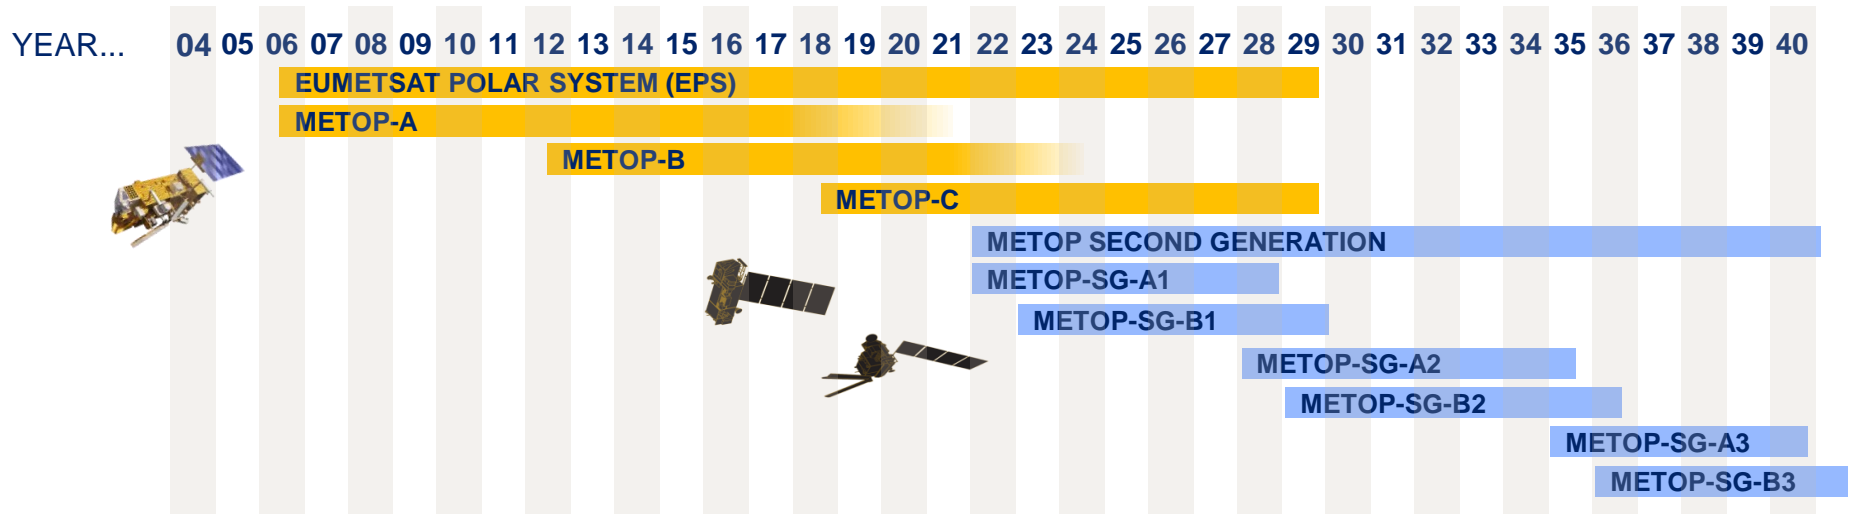 YEAR... 04 05 06 07 08 09 10 11 12 13 14 15 16 17 18 19 20 21 22 23 24 25 26 27 28 29 30 31 32 33 34 35 36 37 38 39 40
EUMETSAT POLAR SYSTEM (EPS)
METOP-A
METOP-B
METOP-C
METOP SECOND GENERATION
METOP-SG-A1
METOP-SG-B1
METOP-SG-A2
METOP-SG-B2
METOP-SG-A3
METOP-SG-B3